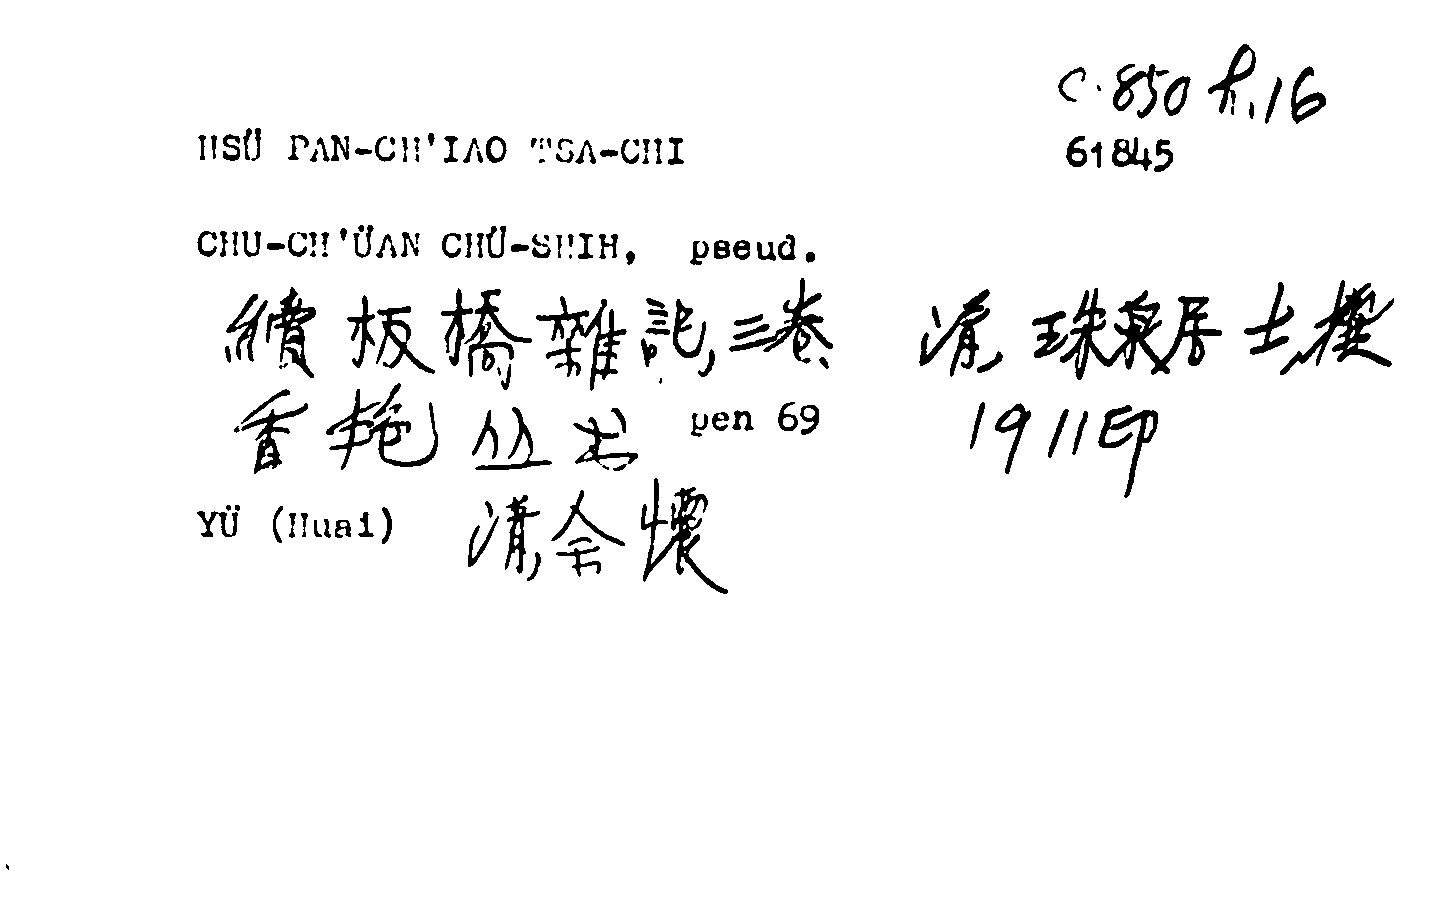 C.850 h.16
HSÜ PAN-CH'IAO TSA-CHI 61845
CHU-CH'ÜAN CHÜ-SHIH, pseud.
續板橋雜記,三卷、 清,珠泉居士,撰
香艳丛书 pen 69 1911印
YÜ (Huai) 清,余懷